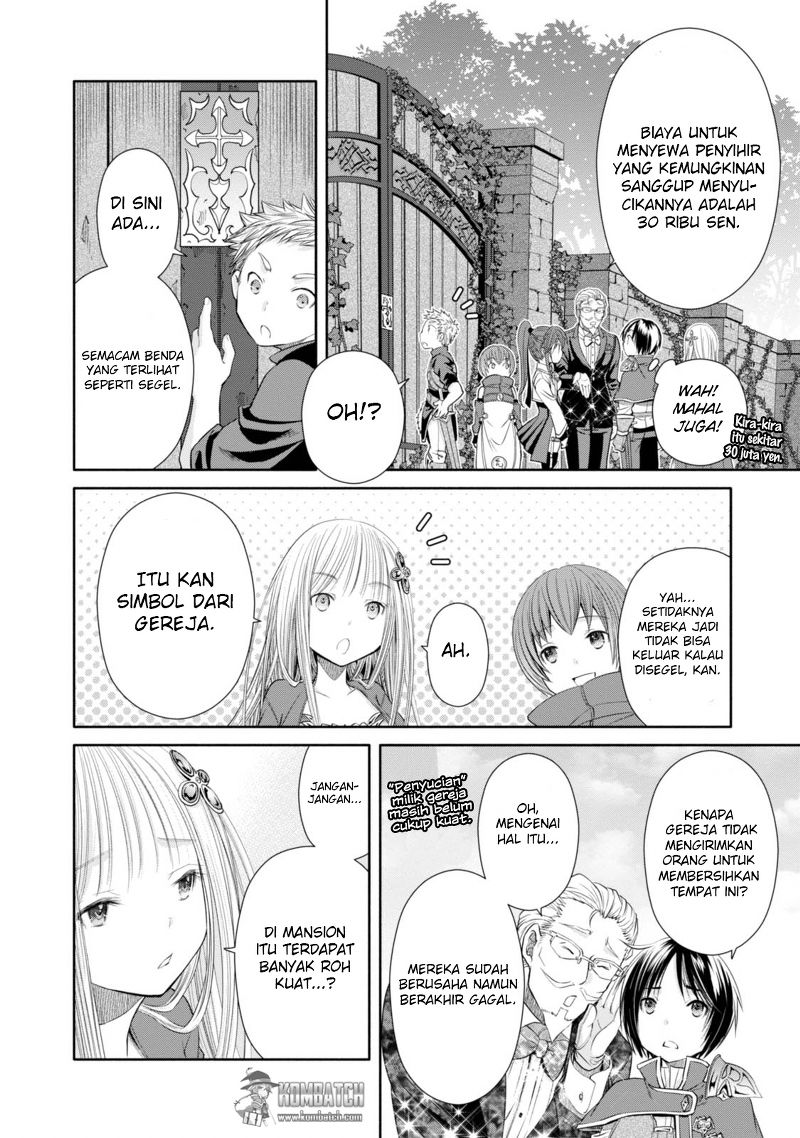 BIAYA UNTUK
MENYEWA PENYIHIR
YANG KEMUNGKINAN
SANGGUP MENYU-
CIKANNYA ADALAH
30 RIBU SEN.
WAH!
MAHAL
JUGA!
Kira-kira
itu sekitar
30 juta yen.
OH!?
DI SINI
ADA...
SEMACAM BENDA
YANG TERLIHAT
SEPERTI SEGEL.
YAH...
SETIDAKNYA
MEREKA JADI
TIDAK BISA
KELUAR KALAU
DISEGEL, KAN.
AH.
ITU KAN
SIMBOL DARI
GEREJA.
KENAPA
GEREJA TIDAK
MENGIRIMKAN
ORANG UNTUK
MEMBERSIHKAN
TEMPAT INI?
OH,
MENGENAI
HAL ITU...
"Penyucian"
milik gereja
masih belum
cukup kuat.
MEREKA SUDAH
BERUSAHA NAMUN
BERAKHIR GAGAL.
JANGAN-
JANGAN...
DI MANSION
ITU TERDAPAT
BANYAK ROH
KUAT...?
KOMBATCH
www.kombatch.com